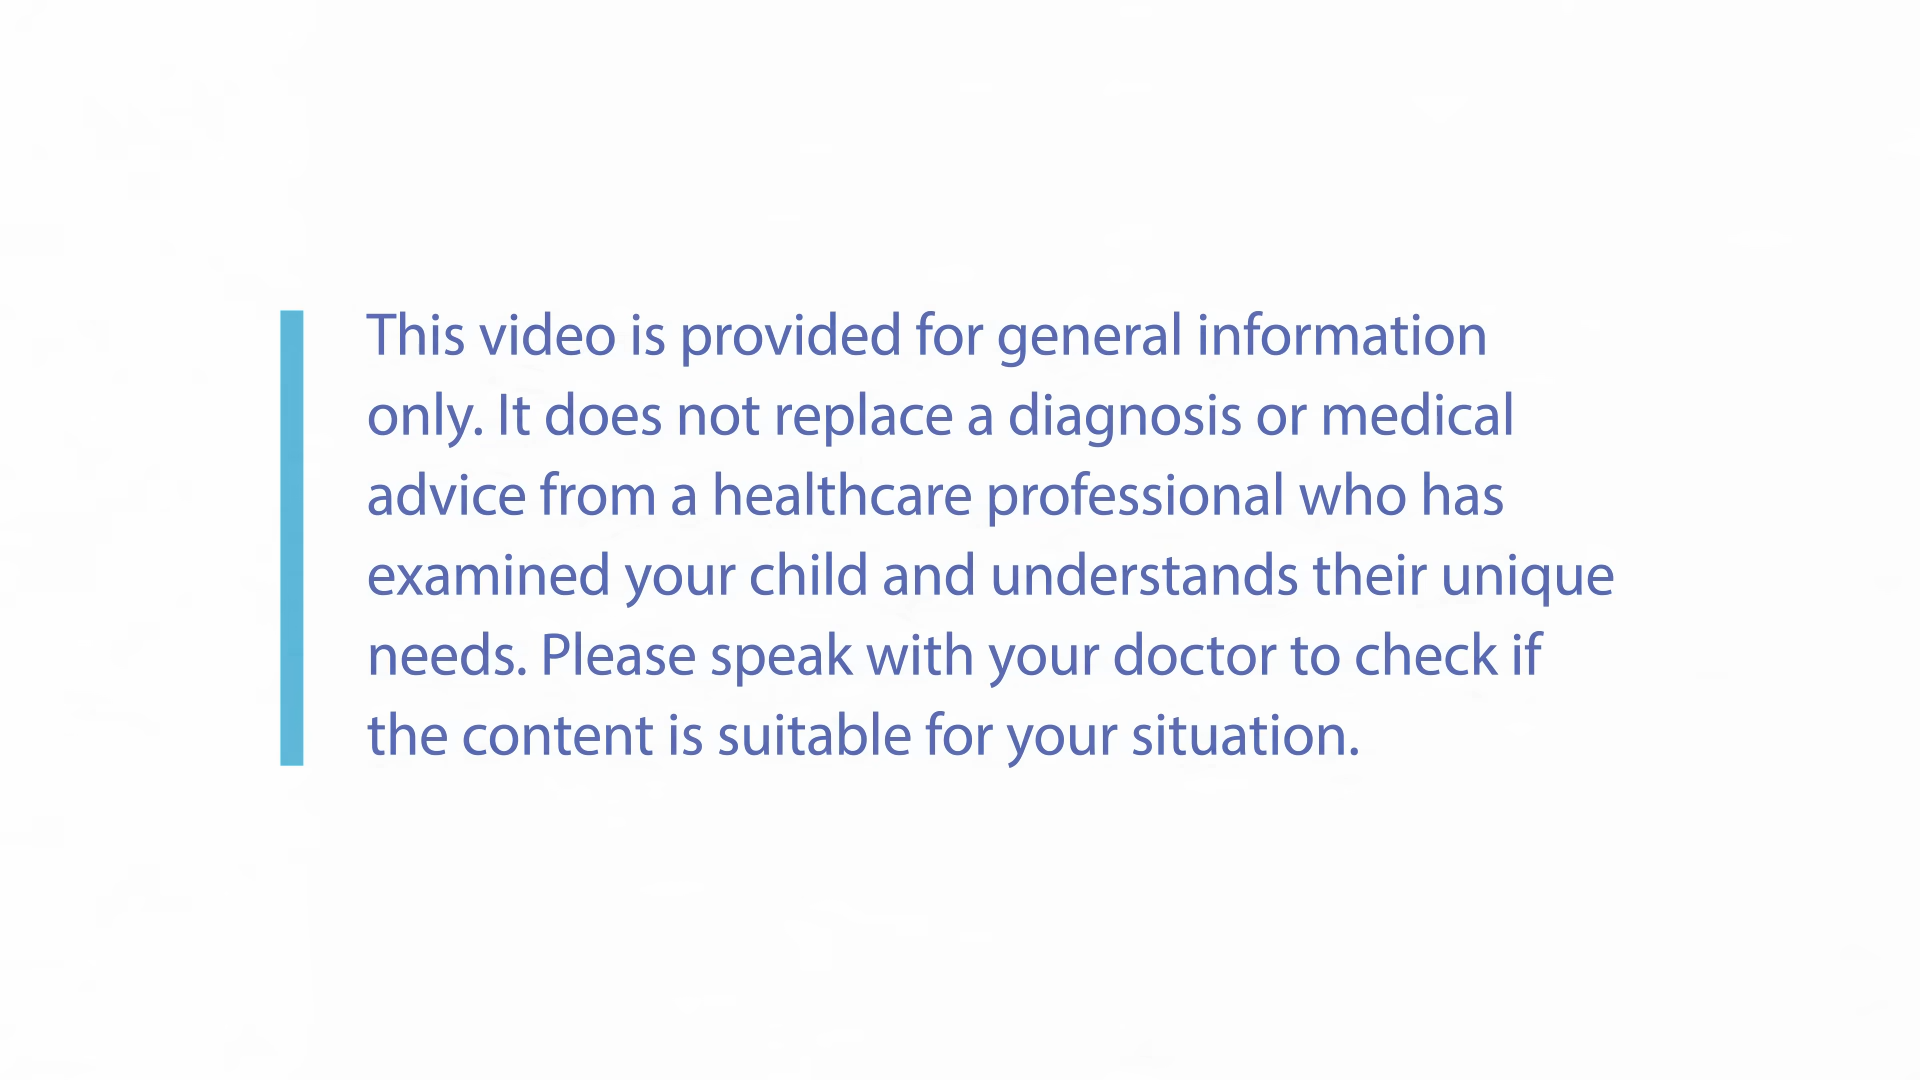 This video is provided for general information
only. It does not replace a diagnosis or medical
advice from a healthcare professional who has
examined your child and understands their unique
needs. Please speak with your doctor to check if
the content is suitable for your situation.